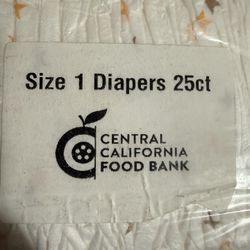 Size 1 Diapers 25ct
CENTRAL
CALIFORNIA
FOOD BANK